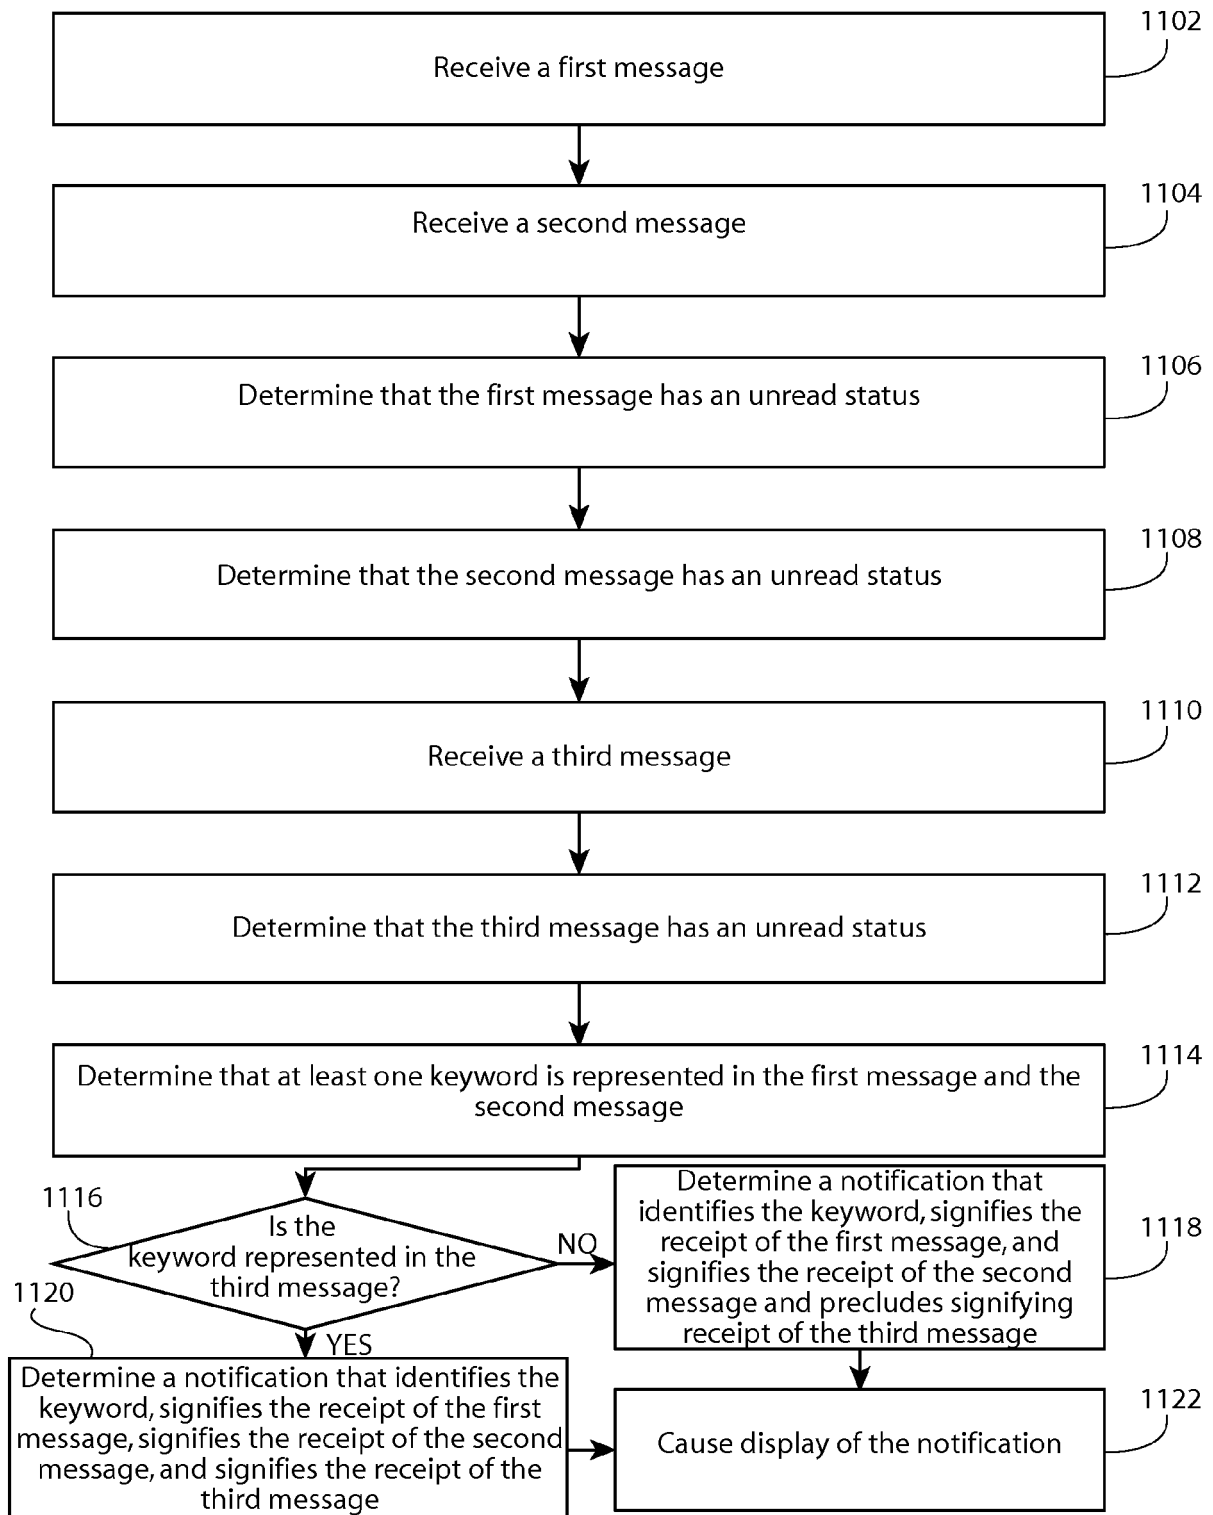 1102
Receive a first message
1104
Receive a second message
1106
Determine that the first message has an unread status
1108
Determine that the second message has an unread status
1110
Receive a third message
1112
Determine that the third message has an unread status
1114
Determine that at least one keyword is represented in the first message and the
second message
1116
Is the
keyword represented in the
third message?
NO
YES
Determine a notification that
identifies the keyword, signifies the
receipt of the first message, and
signifies the receipt of the second
message and precludes signifying
receipt of the third message
1118
1120
Determine a notification that identifies the
keyword, signifies the receipt of the first
message, signifies the receipt of the second
message, and signifies the receipt of the
third message
1122
Cause display of the notification